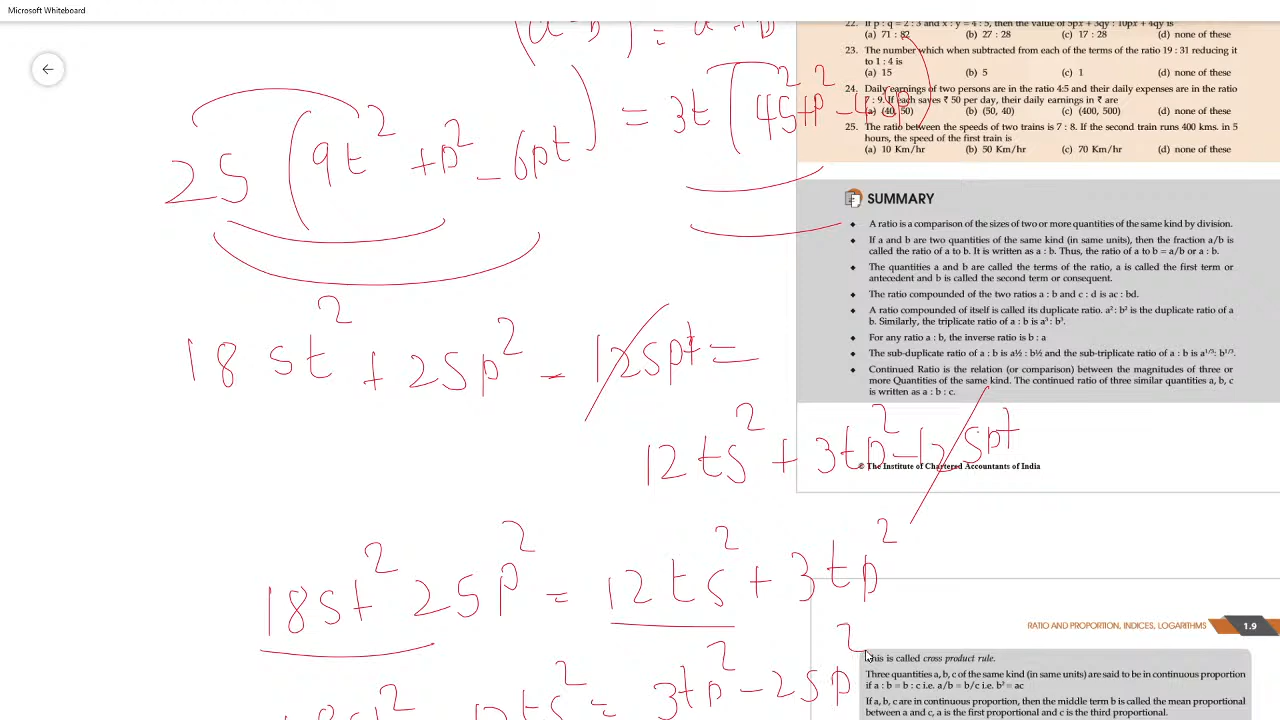 Microsoft Whiteboard
22. If p : q = 2 : 3 and x : y = 4 : 5, then the value of 5px + 3qy : 10px + 4qy is
(a) 71 : 82 (b) 27 : 28 (c) 17 : 28 (d) none of these
23. The number which when subtracted from each of the terms of the ratio 19 : 31 reducing it
to 1 : 4 is
(a) 15 (b) 5 (c) 1 (d) none of these
24. Daily earnings of two persons are in the ratio 4:5 and their daily expenses are in the ratio
7 : 9. If each saves ₹ 50 per day, their daily earnings in ₹ are
(a) (40, 50) (b) (50, 40) (c) (400, 500) (d) none of these
25. The ratio between the speeds of two trains is 7 : 8. If the second train runs 400 kms. in 5
hours, the speed of the first train is
(a) 10 Km/hr (b) 50 Km/hr (c) 70 Km/hr (d) none of these
2s (9t² + p² - 6pt) = 3t (4s² + p² - 4sp)
SUMMARY
A ratio is a comparison of the sizes of two or more quantities of the same kind by division.
If a and b are two quantities of the same kind (in same units), then the fraction a/b is
called the ratio of a to b. It is written as a : b. Thus, the ratio of a to b = a/b or a : b.
The quantities a and b are called the terms of the ratio, a is called the first term or
antecedent and b is called the second term or consequent.
The ratio compounded of the two ratios a : b and c : d is ac : bd.
A ratio compounded of itself is called its duplicate ratio. a² : b² is the duplicate ratio of a
b. Similarly, the triplicate ratio of a : b is a³ : b³.
For any ratio a : b, the inverse ratio is b : a
The sub-duplicate ratio of a : b is a½ : b½ and the sub-triplicate ratio of a : b is a¹/³ : b¹/³.
Continued Ratio is the relation (or comparison) between the magnitudes of three or
more Quantities of the same kind. The continued ratio of three similar quantities a, b, c
is written as a : b : c.
18 st² + 2sp² - 12spt =
12ts² + 3tp² - 12spt
© The Institute of Chartered Accountants of India
18st² 2sp² = 12ts² + 3tp²
RATIO AND PROPORTION, INDICES, LOGARITHMS 1.9
This is called cross product rule.
Three quantities a, b, c of the same kind (in same units) are said to be in continuous proportion
if a : b = b : c i.e. a/b = b/c i.e. b² = ac
If a, b, c are in continuous proportion, then the middle term b is called the mean proportional
between a and c, a is the first proportional and c is the third proportional.
= 3tp² - 2sp²